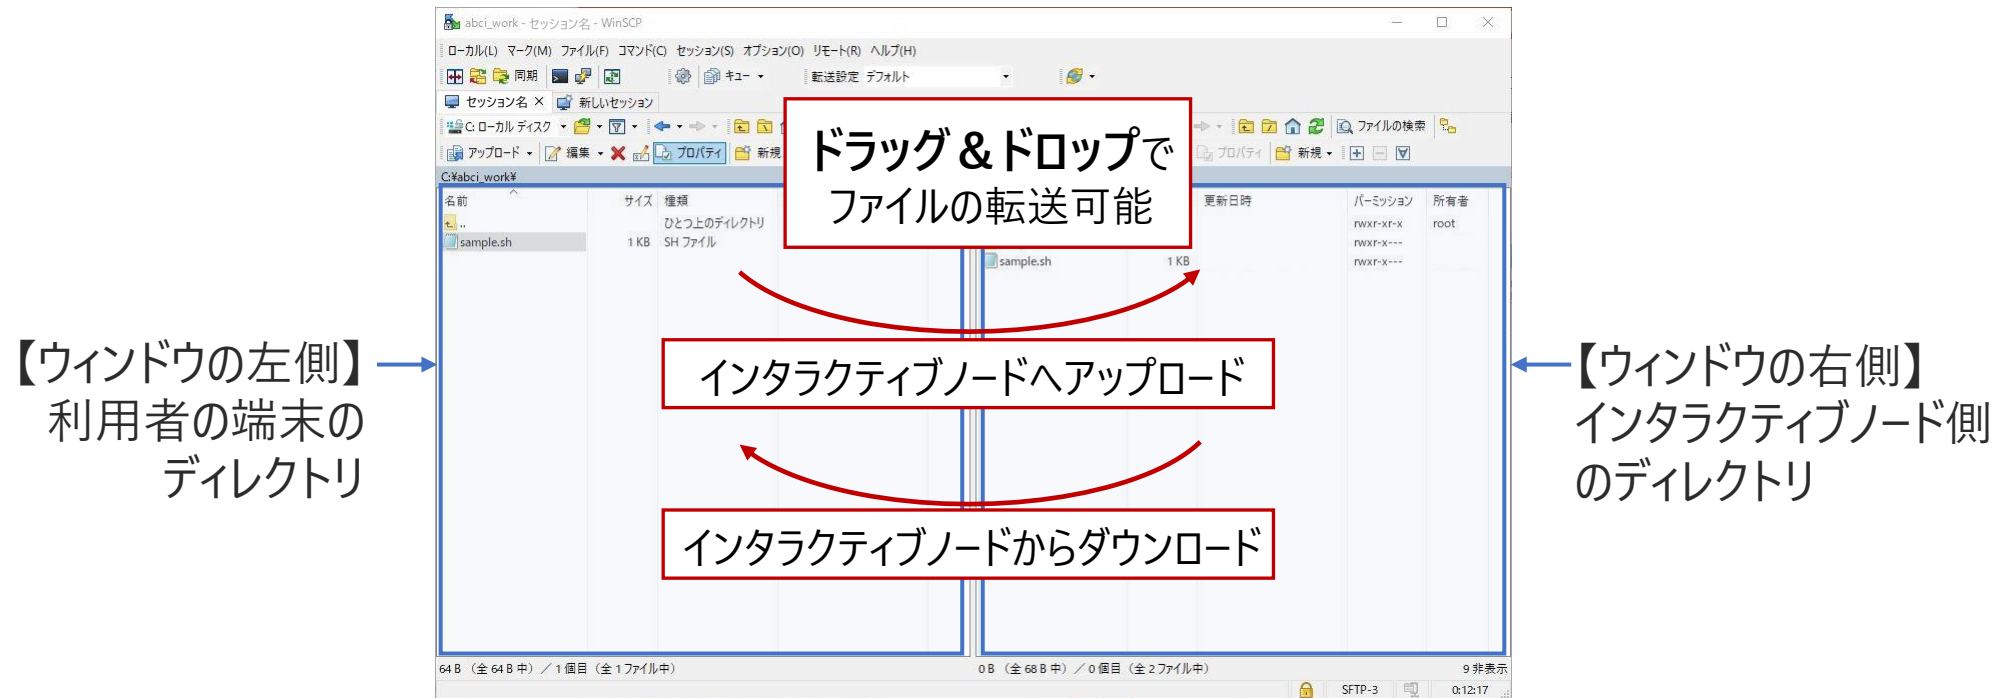 abci_work - セッション名 - WinSCP
ローカル(L) マーク(M) ファイル(F) コマンド(C) セッション(S) オプション(O) リモート(R) ヘルプ(H)
同期 キュー 転送設定 デフォルト
セッション名 × 新しいセッション
C: ローカル ディスク ファイルの検索
アップロード 編集 プロパティ 新規 プロパティ 新規
C:¥abci_work¥
ドラッグ＆ドロップで
ファイルの転送可能
名前 サイズ 種類 更新日時 パーミッション 所有者
.. ひとつ上のディレクトリ rwxr-xr-x root
sample.sh 1 KB SH ファイル rwxr-x---
sample.sh 1 KB rwxr-x---
インタラクティブノードへアップロード
インタラクティブノードからダウンロード
【ウィンドウの左側】
利用者の端末の
ディレクトリ
【ウィンドウの右側】
インタラクティブノード側
のディレクトリ
64 B （全 64 B 中）／ 1 個目（全 1 ファイル中）
0 B （全 68 B 中）／ 0 個目（全 2 ファイル中） 9 非表示
SFTP-3 0:12:17